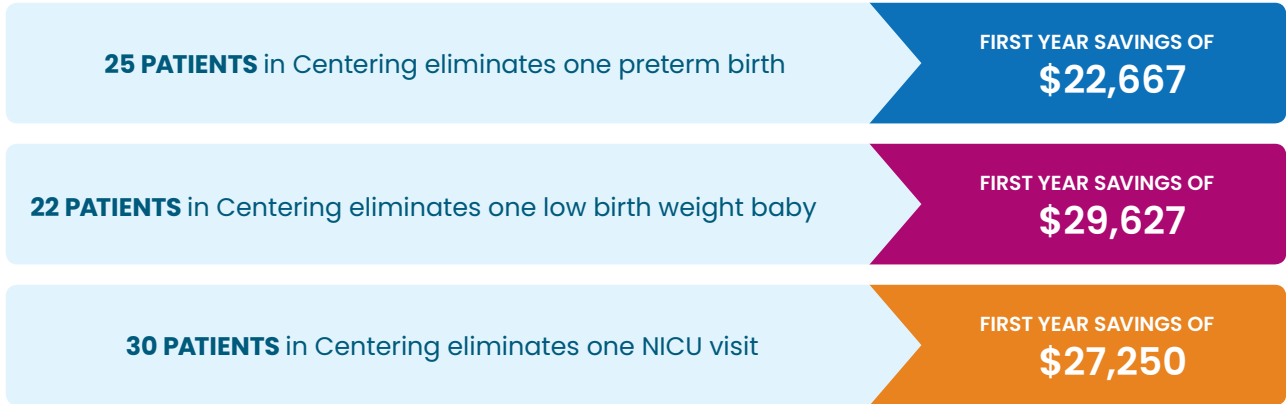 25 PATIENTS in Centering eliminates one preterm birth
FIRST YEAR SAVINGS OF
$22,667
22 PATIENTS in Centering eliminates one low birth weight baby
FIRST YEAR SAVINGS OF
$29,627
30 PATIENTS in Centering eliminates one NICU visit
FIRST YEAR SAVINGS OF
$27,250